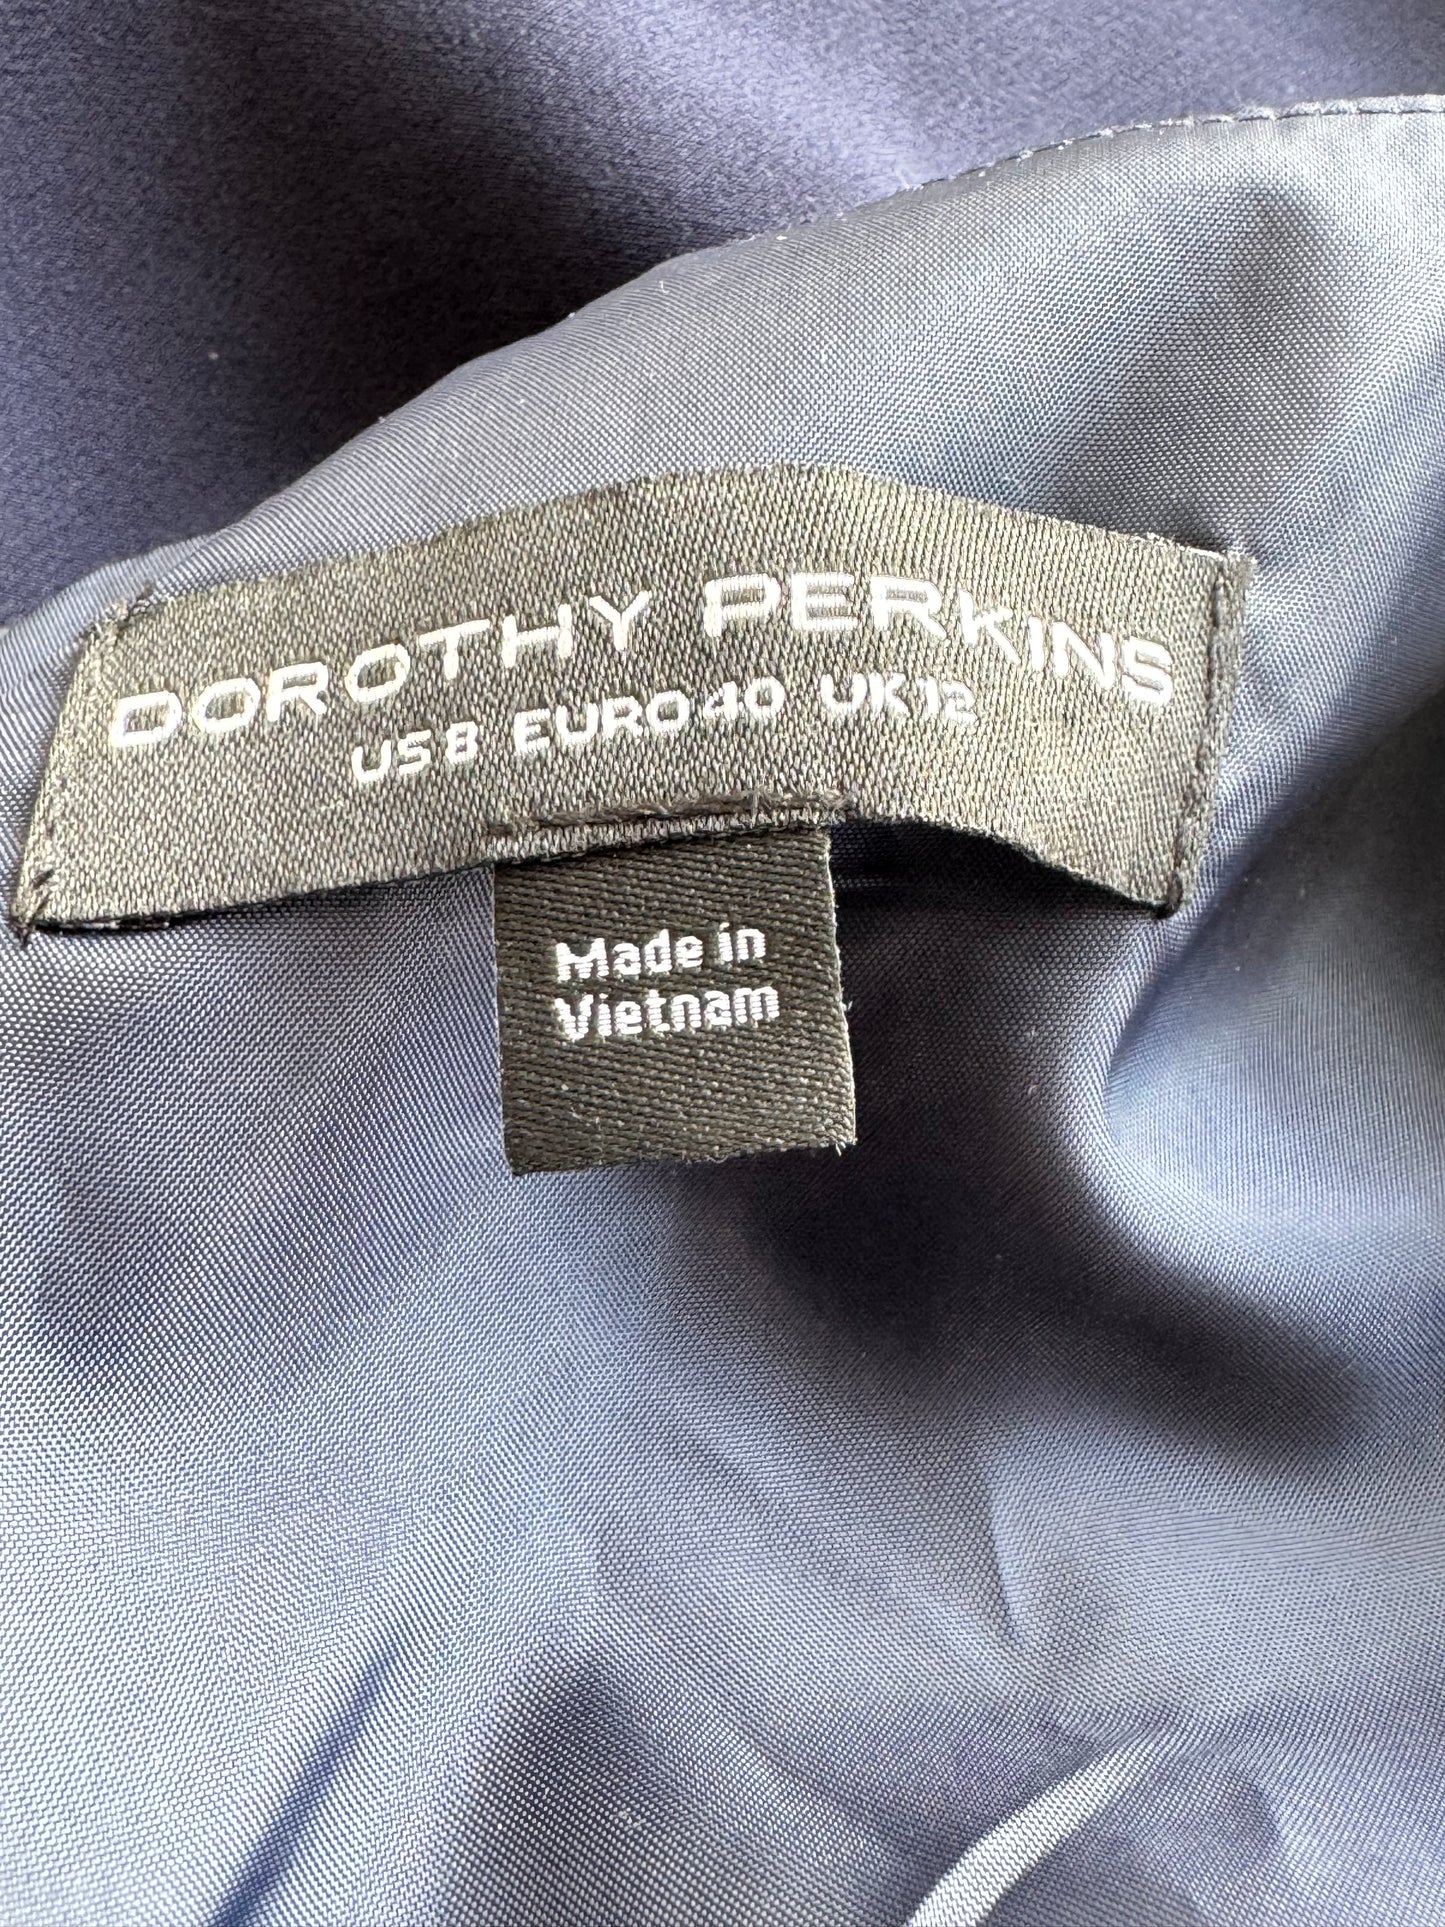 DOROTHY PERKINS
US 8 EURO 40 UK 12
Made in
Vietnam